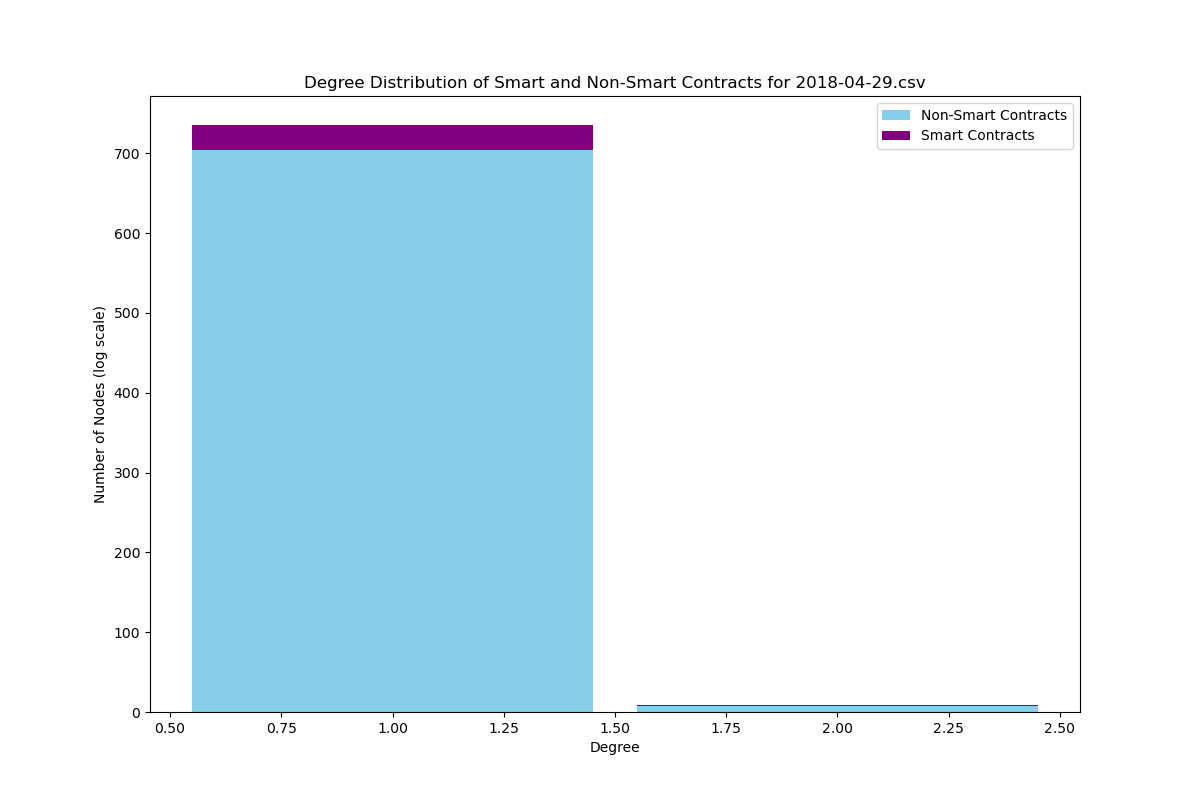 Degree Distribution of Smart and Non-Smart Contracts for 2018-04-29.csv
Non-Smart Contracts
Smart Contracts
Number of Nodes (log scale)
700
600
500
400
300
200
100
0
0.50 0.75 1.00 1.25 1.50 1.75 2.00 2.25 2.50
Degree